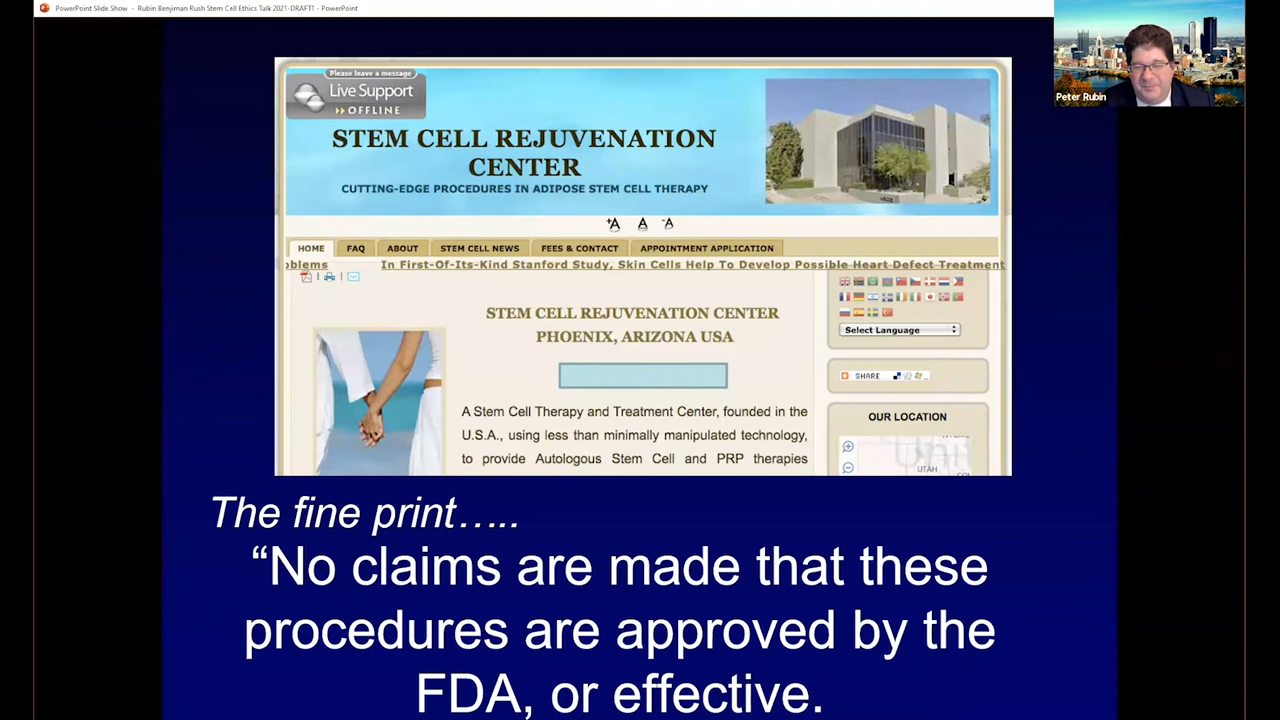 PowerPoint Slide Show - Rubin Benjiman Rush Stem Cell Ethics Talk 2021-DRAFT1 - PowerPoint
Peter Rubin
Please leave a message
Live Support
OFFLINE
STEM CELL REJUVENATION
CENTER
CUTTING-EDGE PROCEDURES IN ADIPOSE STEM CELL THERAPY
+A A -A
HOME FAQ ABOUT STEM CELL NEWS FEES & CONTACT APPOINTMENT APPLICATION
oblems In First-Of-Its-Kind Stanford Study, Skin Cells Help To Develop Possible Heart Defect Treatment
STEM CELL REJUVENATION CENTER
PHOENIX, ARIZONA USA
Select Language
SHARE
A Stem Cell Therapy and Treatment Center, founded in the
U.S.A., using less than minimally manipulated technology,
to provide Autologous Stem Cell and PRP therapies
OUR LOCATION
UTAH
The fine print…..
“No claims are made that these
procedures are approved by the
FDA, or effective.